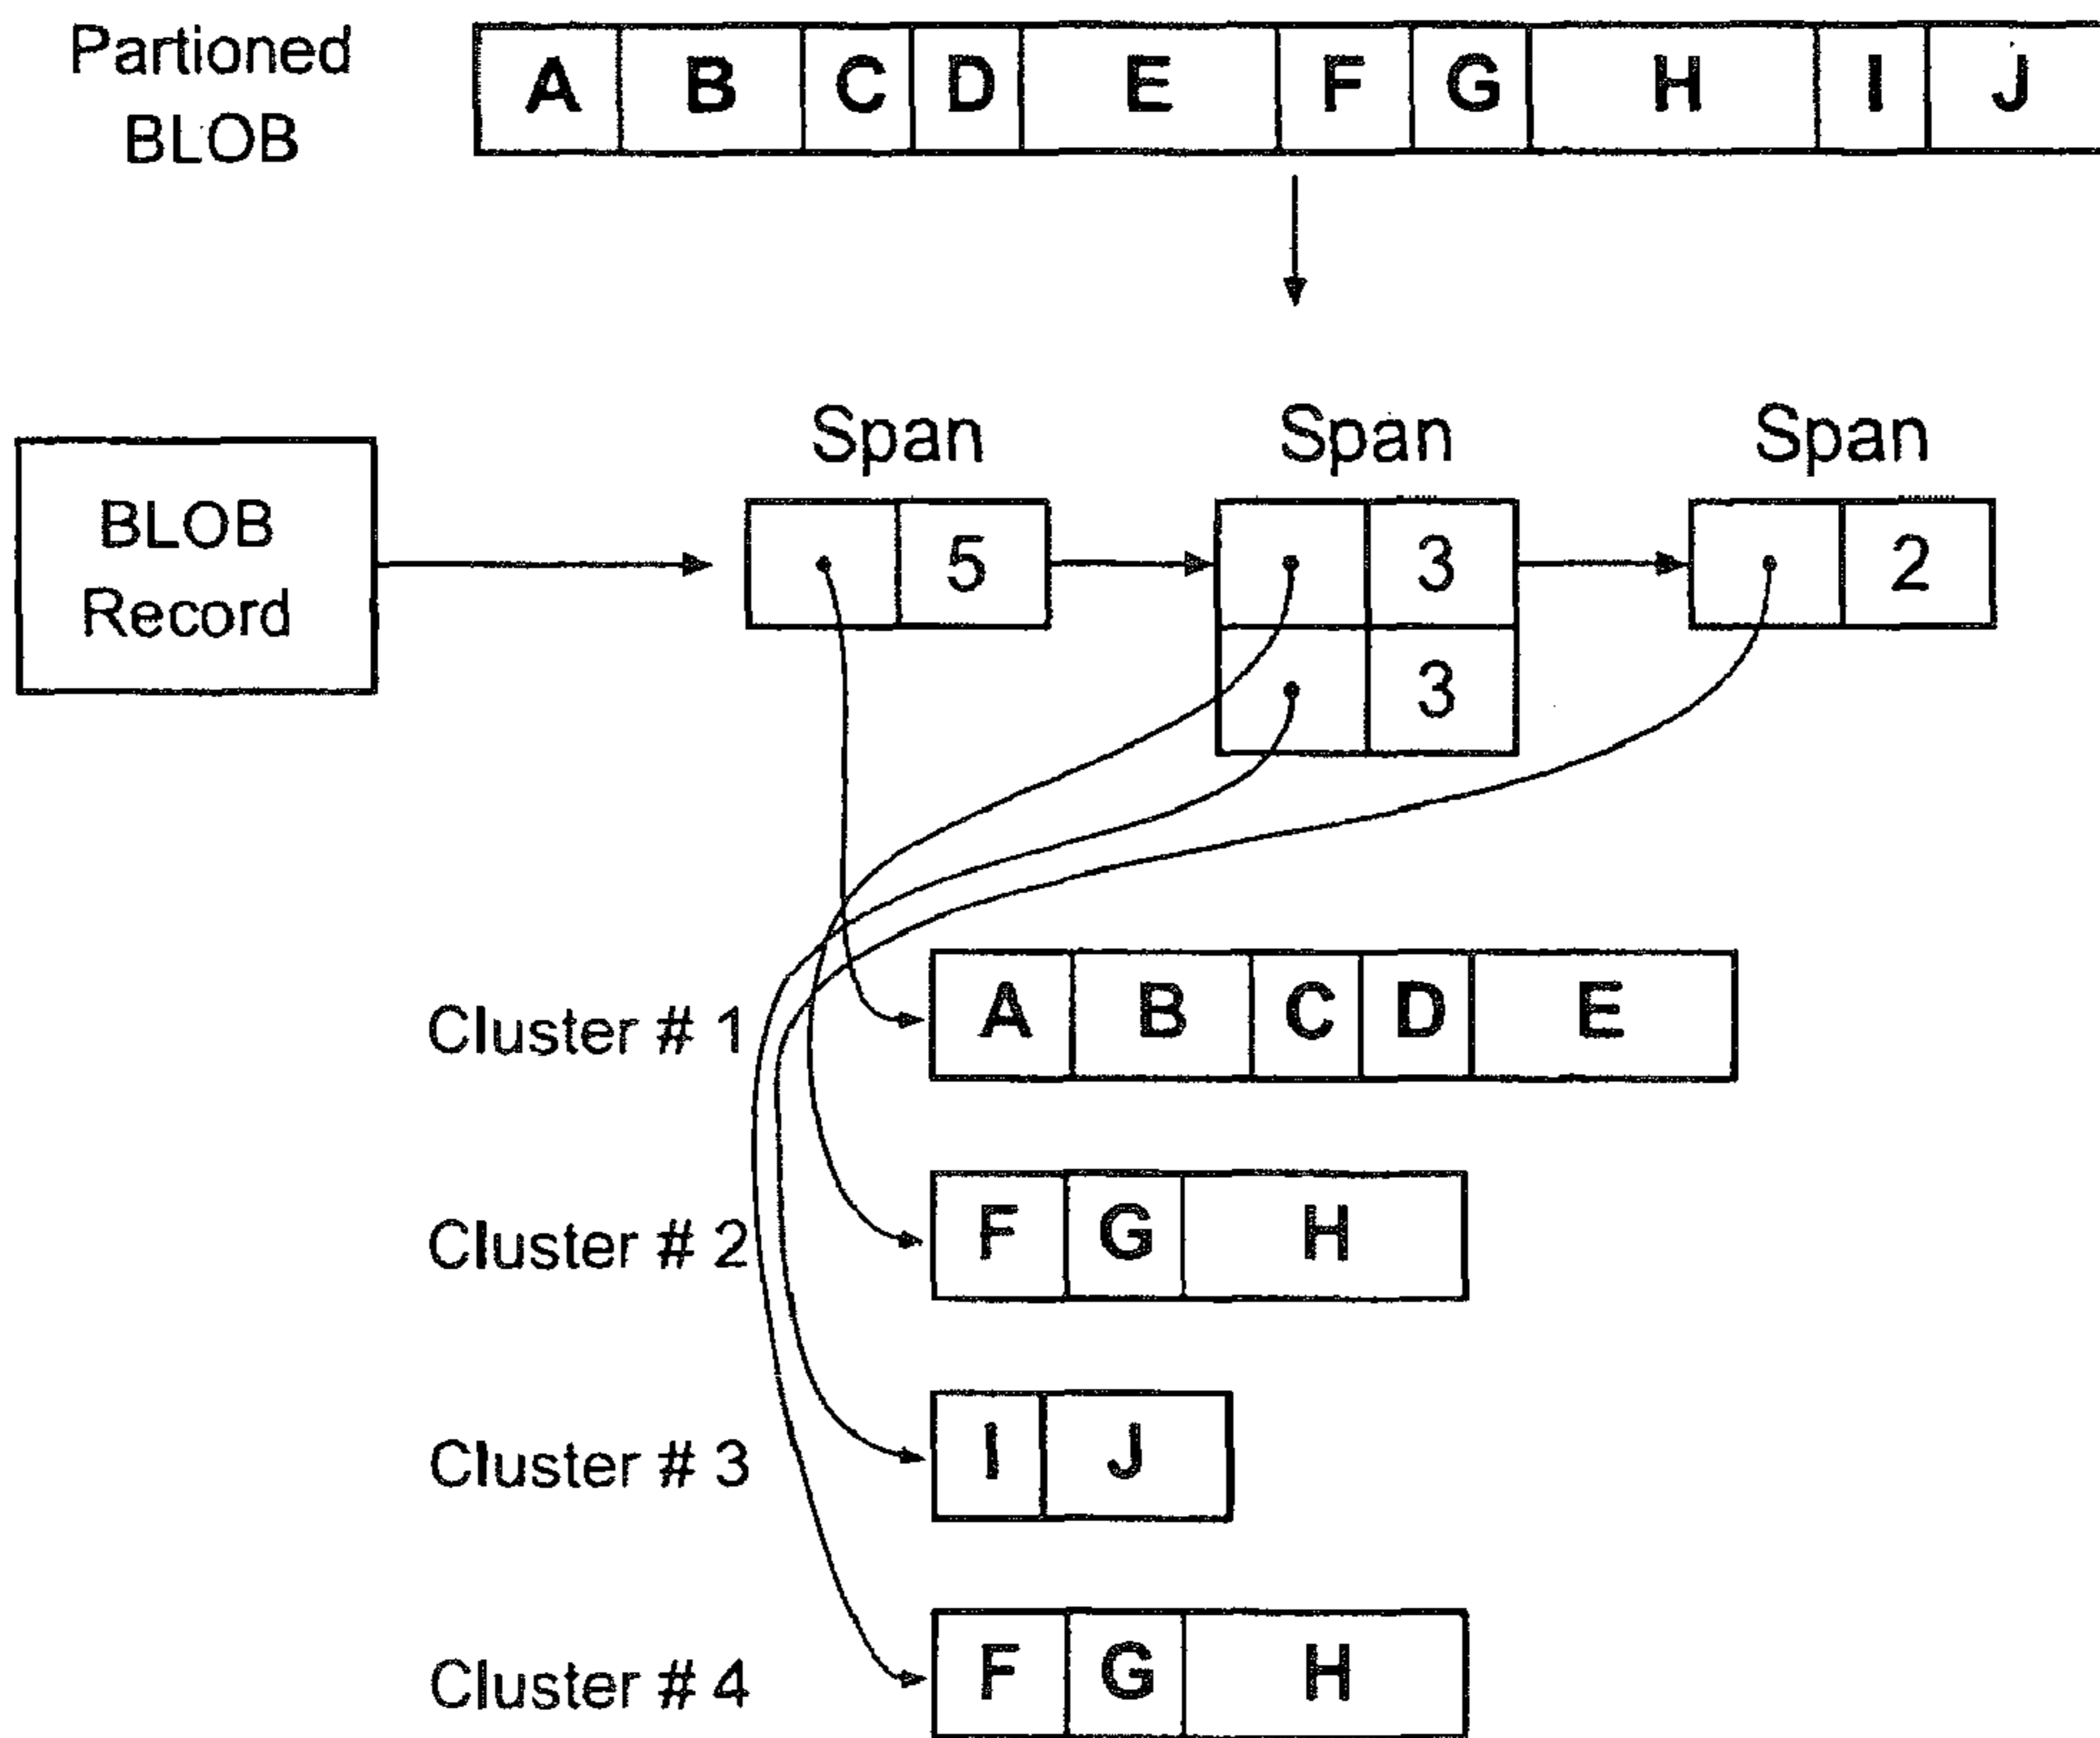 Partioned
BLOB
A B C D E F G H I J
Span Span Span
BLOB
Record
5 3 2
3
Cluster # 1 A B C D E
Cluster # 2 F G H
Cluster # 3 I J
Cluster # 4 F G H